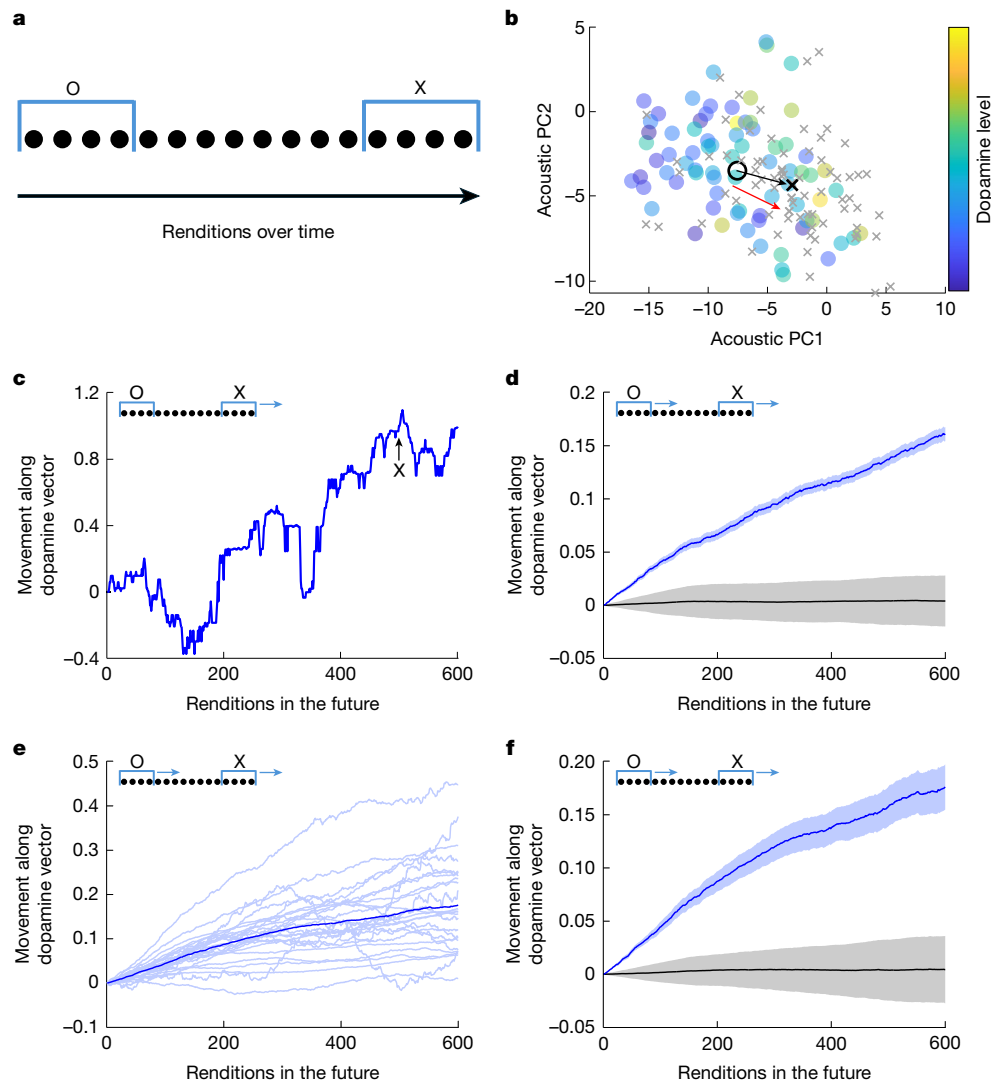 a
O
X
Renditions over time
b
5
0
−5
−10
Acoustic PC2
−20
−15
−10
−5
0
5
10
Acoustic PC1
Dopamine level
c
O
X
1.2
0.8
0.4
0
−0.4
Movement along
dopamine vector
X
0
200
400
600
Renditions in the future
d
O
X
0.2
0.15
0.1
0.05
0
−0.05
Movement along
dopamine vector
0
200
400
600
Renditions in the future
e
O
X
0.5
0.4
0.3
0.2
0.1
0
−0.1
Movement along
dopamine vector
0
200
400
600
Renditions in the future
f
O
X
0.20
0.15
0.10
0.05
0
−0.05
Movement along
dopamine vector
0
200
400
600
Renditions in the future